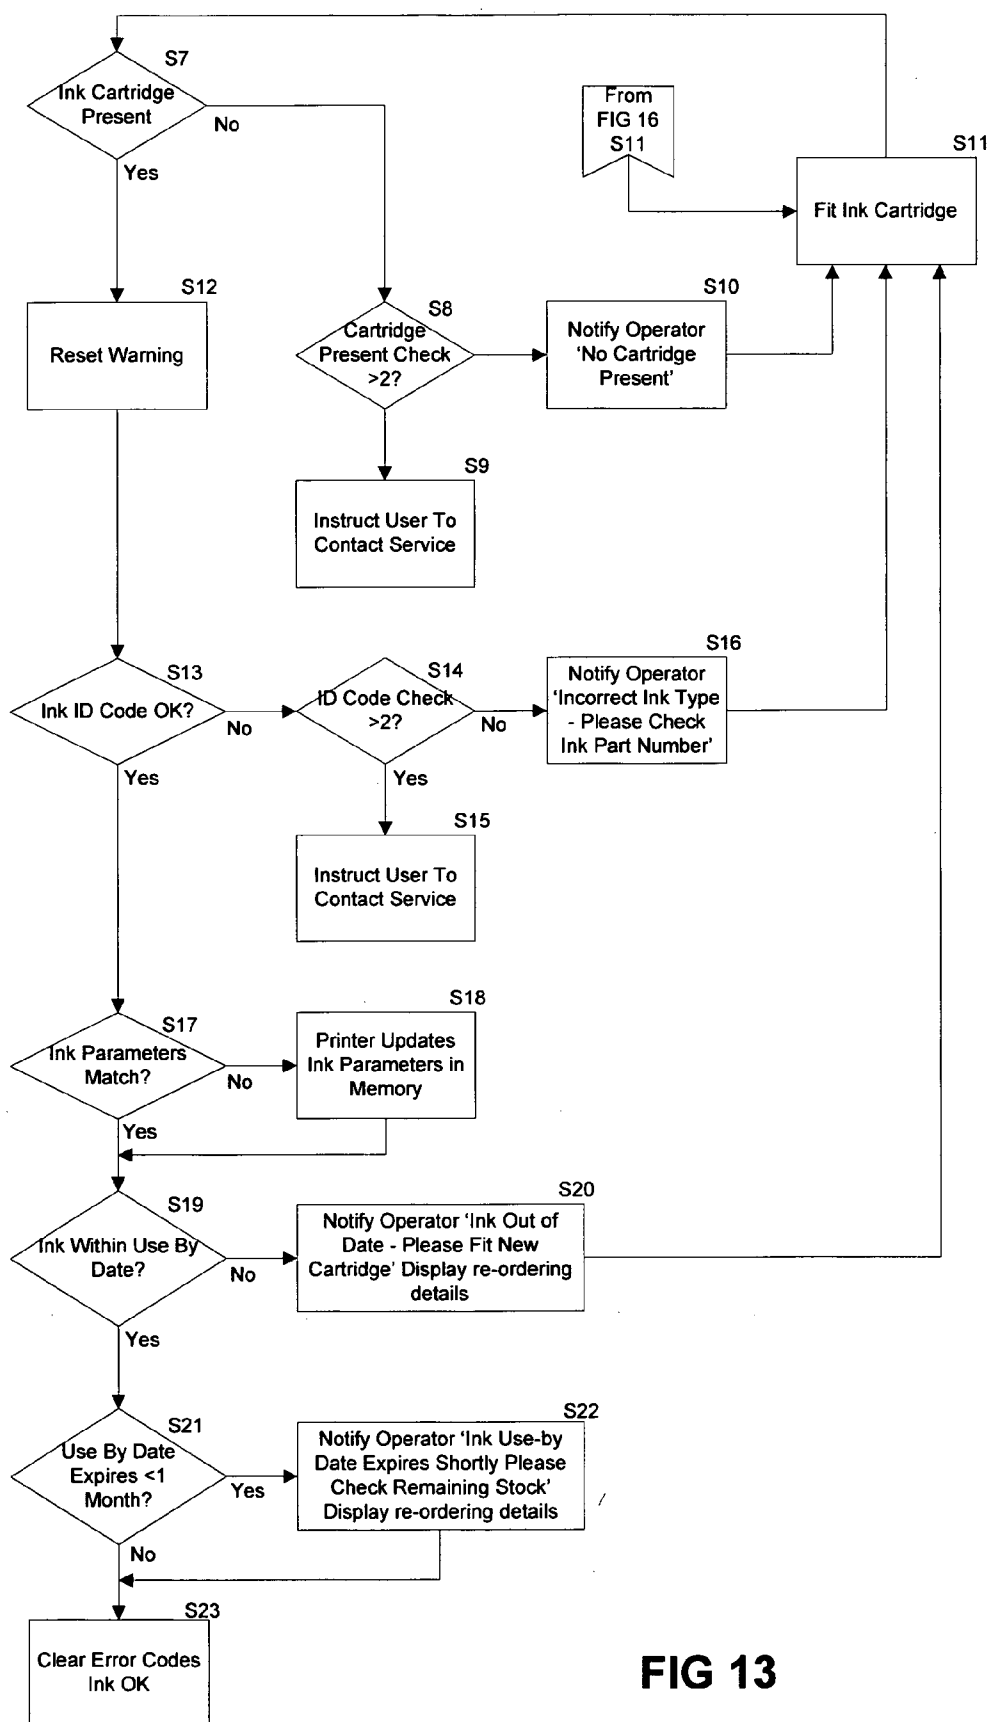 S7
Ink Cartridge
Present
No
Yes
From
FIG 16
S11
S11
Fit Ink Cartridge
S12
Reset Warning
S8
Cartridge
Present Check
>2?
S10
Notify Operator
‘No Cartridge
Present’
S9
Instruct User To
Contact Service
S13
Ink ID Code OK?
No
Yes
S14
ID Code Check
>2?
No
Yes
S16
Notify Operator
‘Incorrect Ink Type
- Please Check
Ink Part Number’
S15
Instruct User To
Contact Service
S17
Ink Parameters
Match?
No
Yes
S18
Printer Updates
Ink Parameters in
Memory
S19
Ink Within Use By
Date?
No
Yes
S20
Notify Operator ‘Ink Out of
Date - Please Fit New
Cartridge’ Display re-ordering
details
S21
Use By Date
Expires <1
Month?
Yes
No
S22
Notify Operator ‘Ink Use-by
Date Expires Shortly Please
Check Remaining Stock’
Display re-ordering details
S23
Clear Error Codes
Ink OK
FIG 13